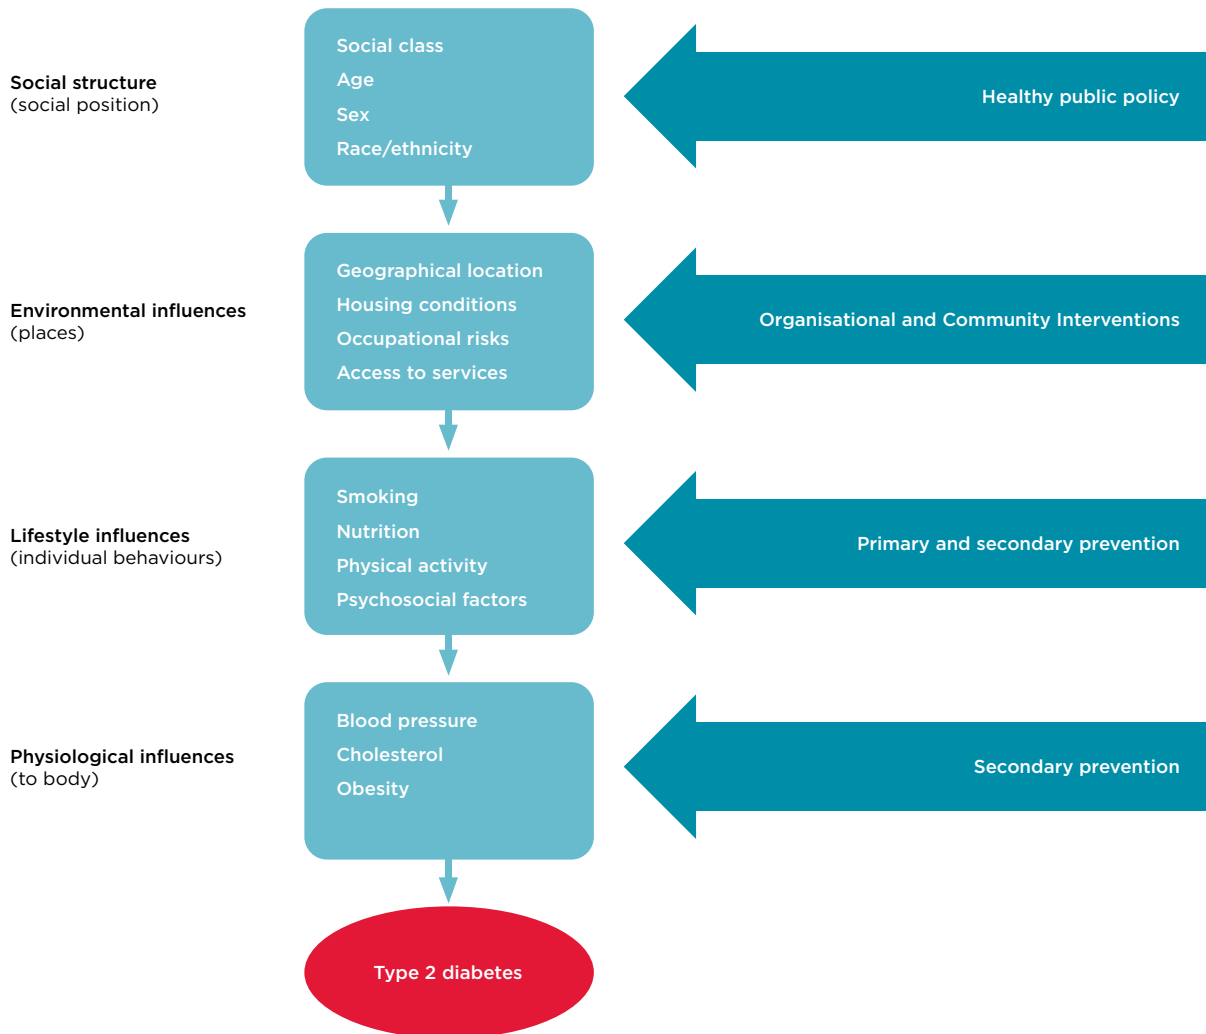 Social structure
(social position)
Social class
Age
Sex
Race/ethnicity
Healthy public policy
Environmental influences
(places)
Geographical location
Housing conditions
Occupational risks
Access to services
Organisational and Community Interventions
Lifestyle influences
(individual behaviours)
Smoking
Nutrition
Physical activity
Psychosocial factors
Primary and secondary prevention
Physiological influences
(to body)
Blood pressure
Cholesterol
Obesity
Secondary prevention
Type 2 diabetes